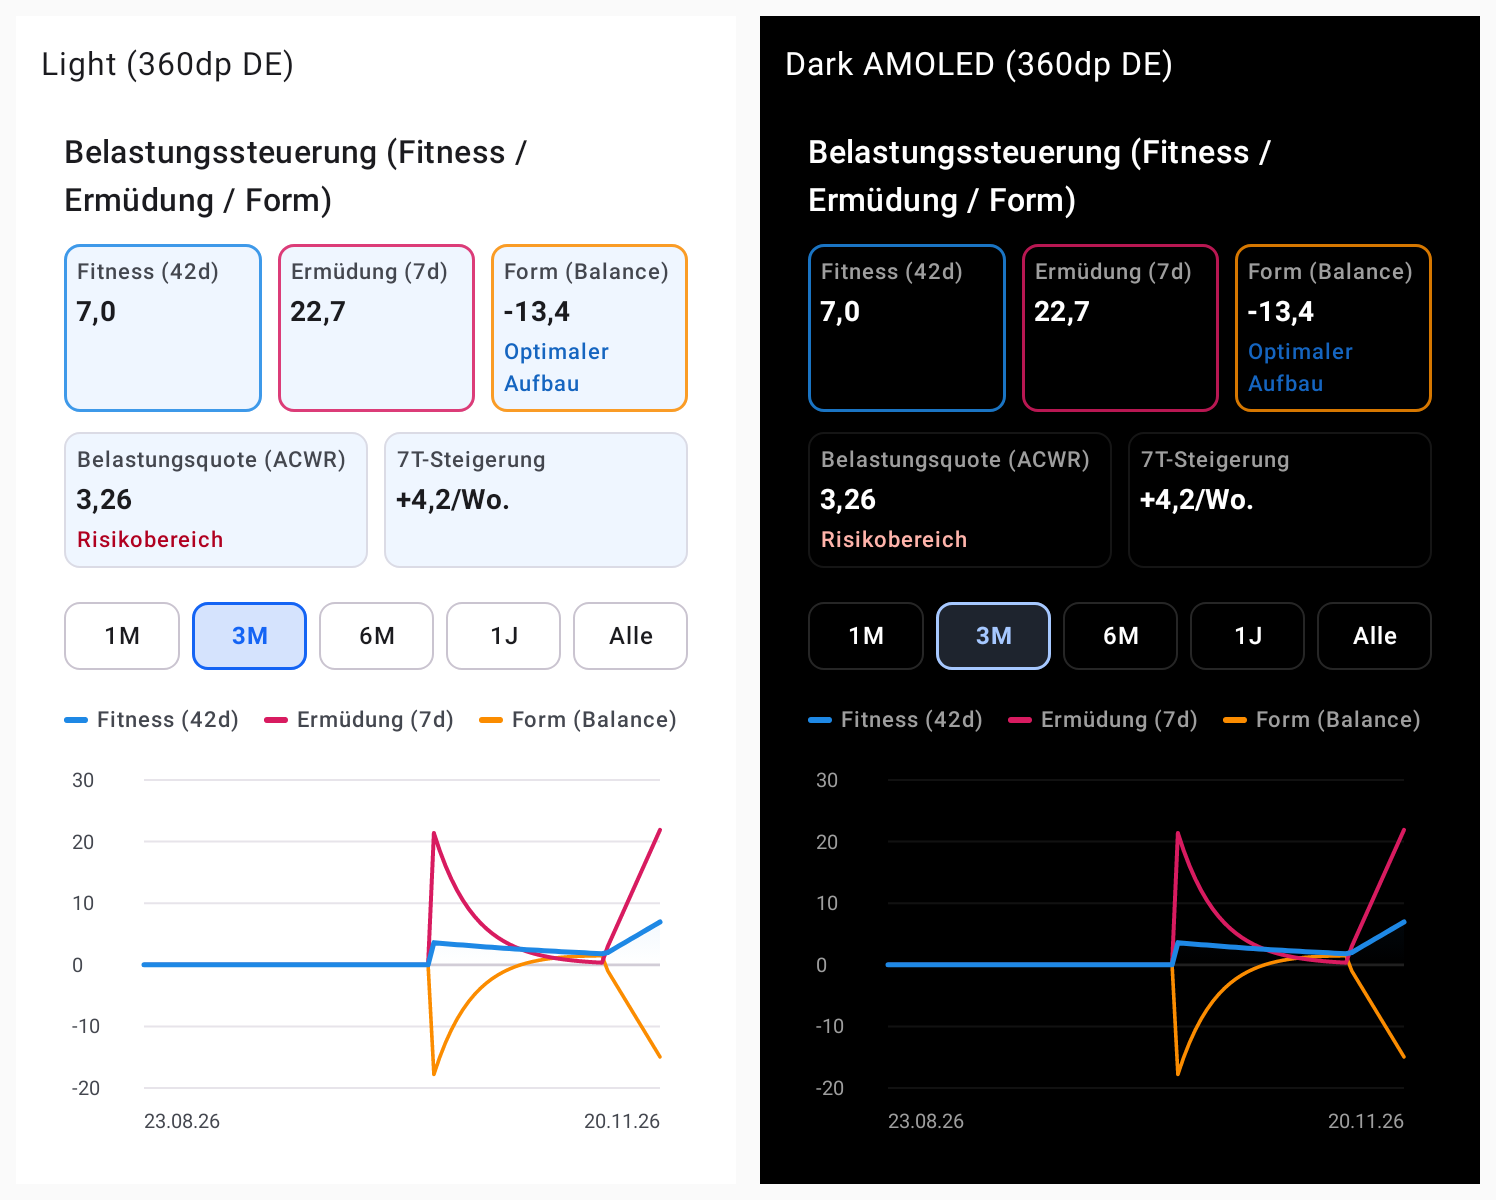 Light (360dp DE)
Belastungssteuerung (Fitness /
Ermüdung / Form)
Fitness (42d)
7,0
Ermüdung (7d)
22,7
Form (Balance)
-13,4
Optimaler
Aufbau
Belastungsquote (ACWR)
3,26
Risikobereich
7T-Steigerung
+4,2/Wo.
1M
3M
6M
1J
Alle
Fitness (42d)
Ermüdung (7d)
Form (Balance)
30
20
10
0
-10
-20
23.08.26
20.11.26
Dark AMOLED (360dp DE)
Belastungssteuerung (Fitness /
Ermüdung / Form)
Fitness (42d)
7,0
Ermüdung (7d)
22,7
Form (Balance)
-13,4
Optimaler
Aufbau
Belastungsquote (ACWR)
3,26
Risikobereich
7T-Steigerung
+4,2/Wo.
1M
3M
6M
1J
Alle
Fitness (42d)
Ermüdung (7d)
Form (Balance)
30
20
10
0
-10
-20
23.08.26
20.11.26